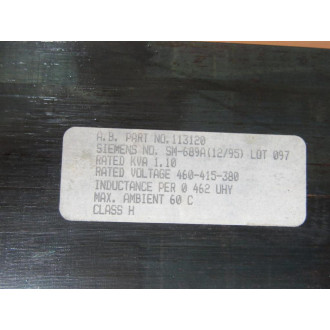 A.B. PART NO.113120
SIEMENS NO. SM-689A(12/95) LOT 097
RATED KVA 1.10
RATED VOLTAGE 460-415-380
INDUCTANCE PER 0 462 UHY
MAX. AMBIENT 60 C
CLASS H